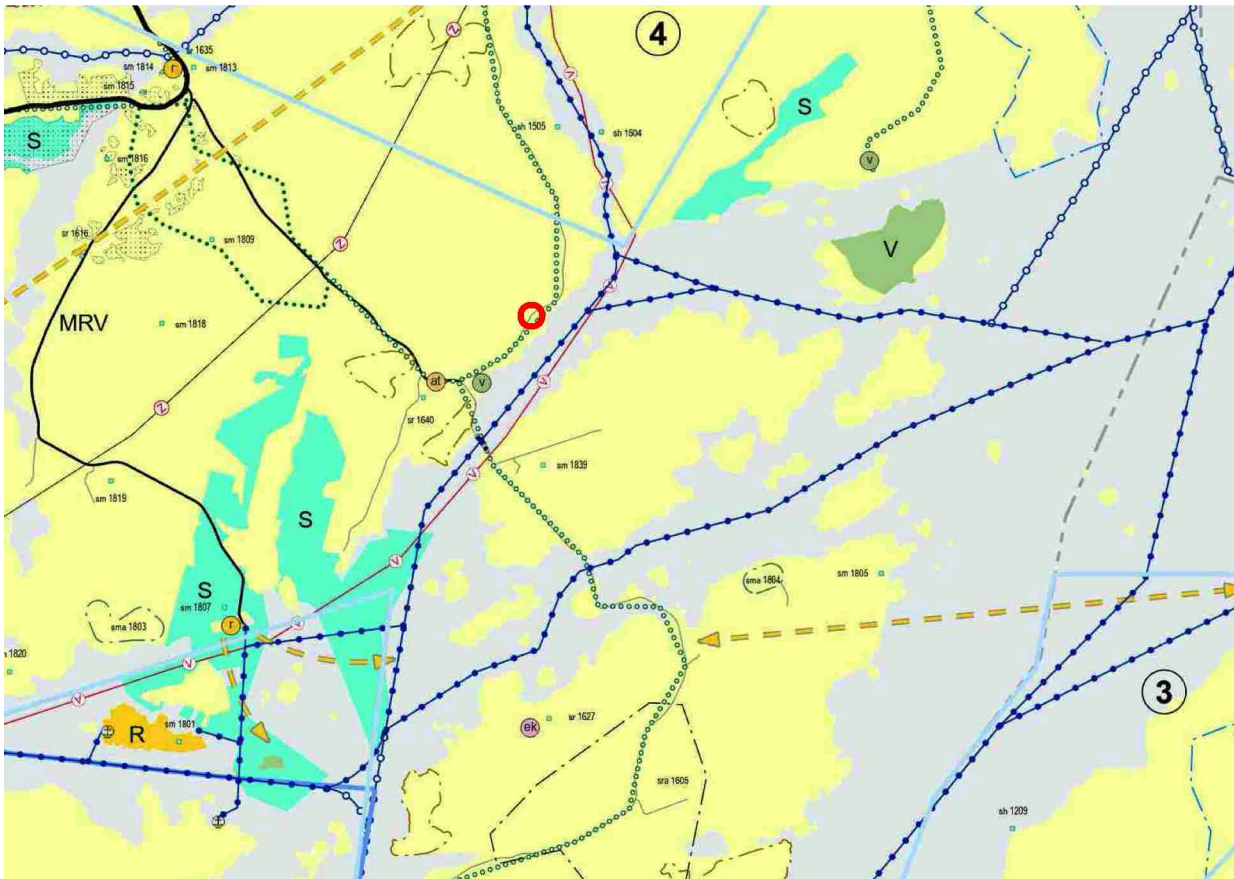 4
Z
sr 1635
sm 1814
r
sm 1813
sm 1815
V
S
sh 1505
sh 1504
S
sm 1816
v
V
sr 1616
sm 1809
Z
V
V
MRV
sm 1818
at
v
V
sr 1640
Z
sm 1839
V
sm 1819
S
V
sma 1804
sm 1805
S
sm 1807
r
V
sma 1803
1820
V
3
V
sm 1801
R
ek
sr 1627
sra 1605
sh 1209